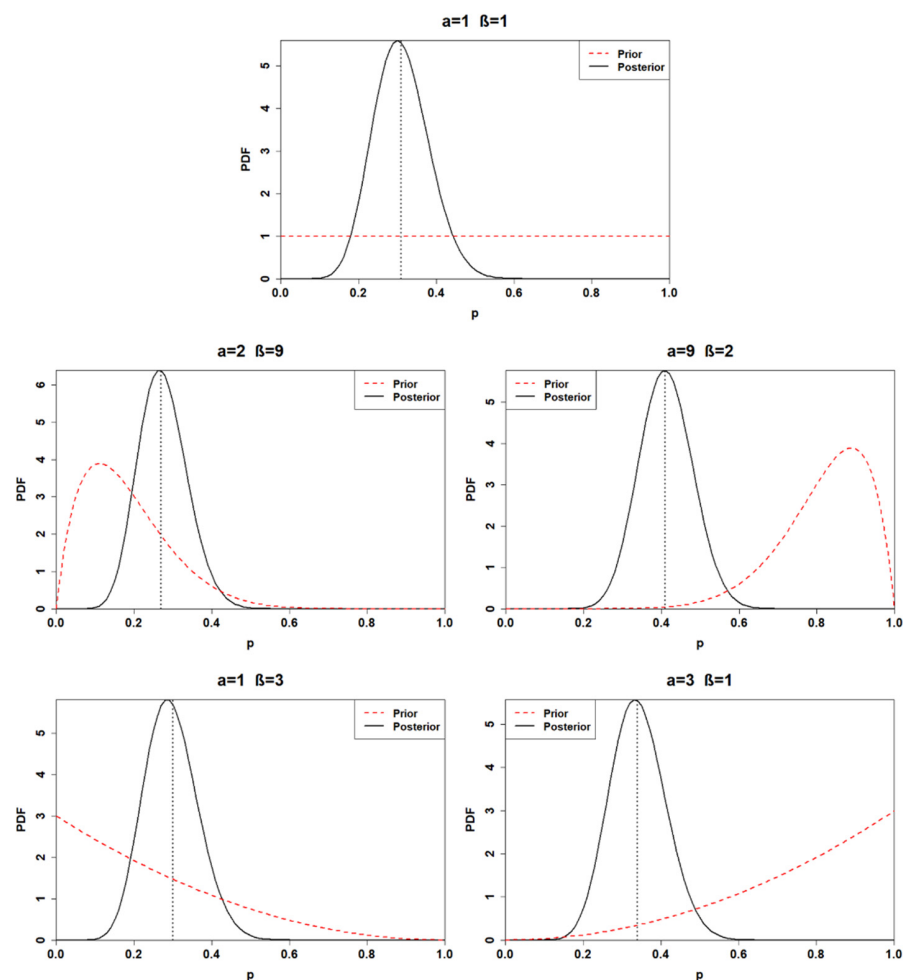 a=1 ß=1
Prior
Posterior
PDF
0 1 2 3 4 5
0.0 0.2 0.4 0.6 0.8 1.0
p
a=2 ß=9
Prior
Posterior
PDF
0 1 2 3 4 5 6
0.0 0.2 0.4 0.6 0.8 1.0
p
a=9 ß=2
Prior
Posterior
PDF
0 1 2 3 4 5
0.0 0.2 0.4 0.6 0.8 1.0
p
a=1 ß=3
Prior
Posterior
PDF
0 1 2 3 4 5
0.0 0.2 0.4 0.6 0.8 1.0
p
a=3 ß=1
Prior
Posterior
PDF
0 1 2 3 4 5
0.0 0.2 0.4 0.6 0.8 1.0
p